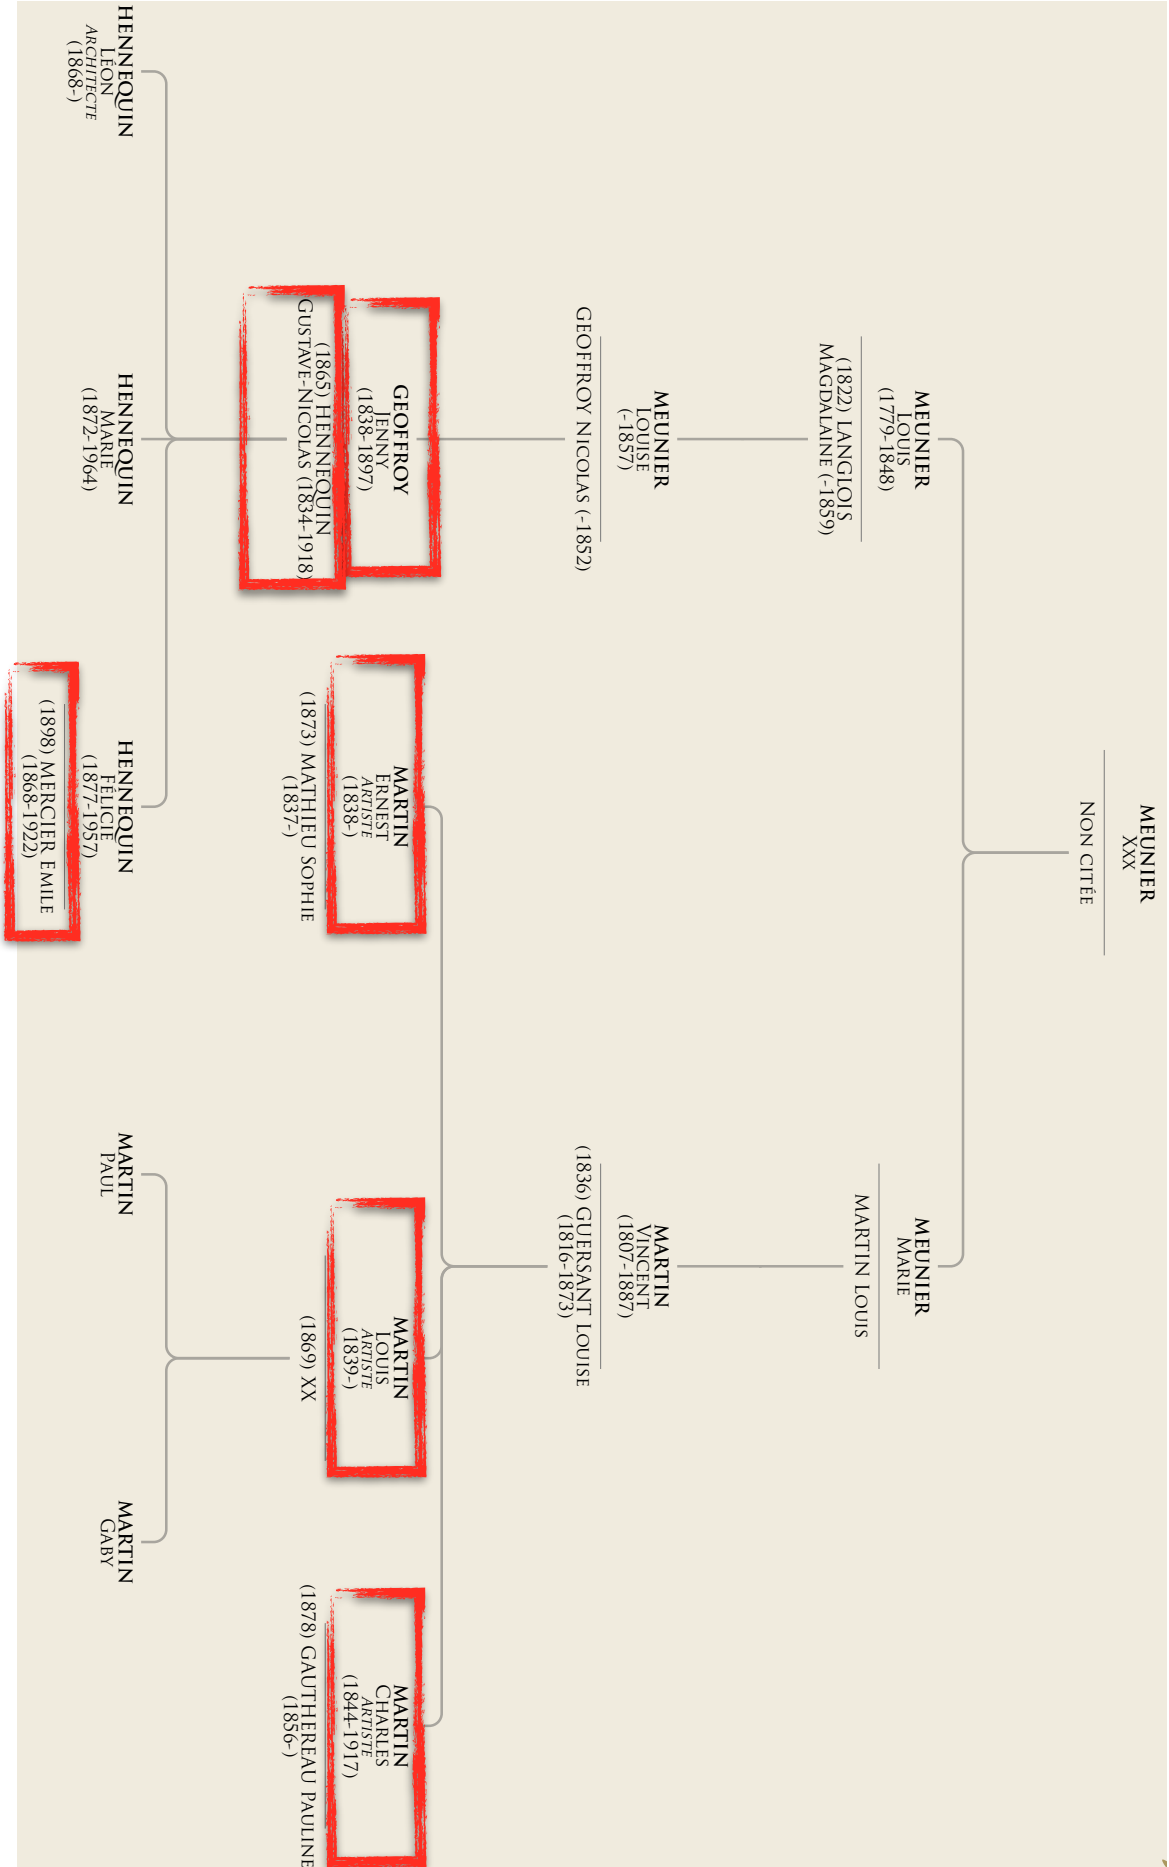 MEUNIER
XXX
NON CITÉE
MEUNIER
LOUIS
(1779-1848)
(1822) LANGLOIS
MAGDALAINE (-1859)
MEUNIER
MARIE
MARTIN LOUIS
MEUNIER
LOUISE
(-1857)
GEOFFROY NICOLAS (-1852)
MARTIN
VINCENT
(1807-1887)
(1836) GUERSANT LOUISE
(1816-1873)
GEOFFROY
JENNY
(1838-1897)
(1865) HENNEQUIN
GUSTAVE-NICOLAS (1834-1918)
MARTIN
ERNEST
ARTISTE
(1838-)
(1873) MATHIEU SOPHIE
(1837-)
MARTIN
LOUIS
ARTISTE
(1839-)
(1869) XX
MARTIN
CHARLES
ARTISTE
(1844-1917)
(1878) GAUTHEREAU PAULINE
(1856-)
HENNEQUIN
LÉON
ARCHITECTE
(1868-)
HENNEQUIN
MARIE
(1872-1964)
HENNEQUIN
FÉLICIE
(1877-1957)
(1898) MERCIER EMILE
(1868-1922)
MARTIN
PAUL
MARTIN
GABY